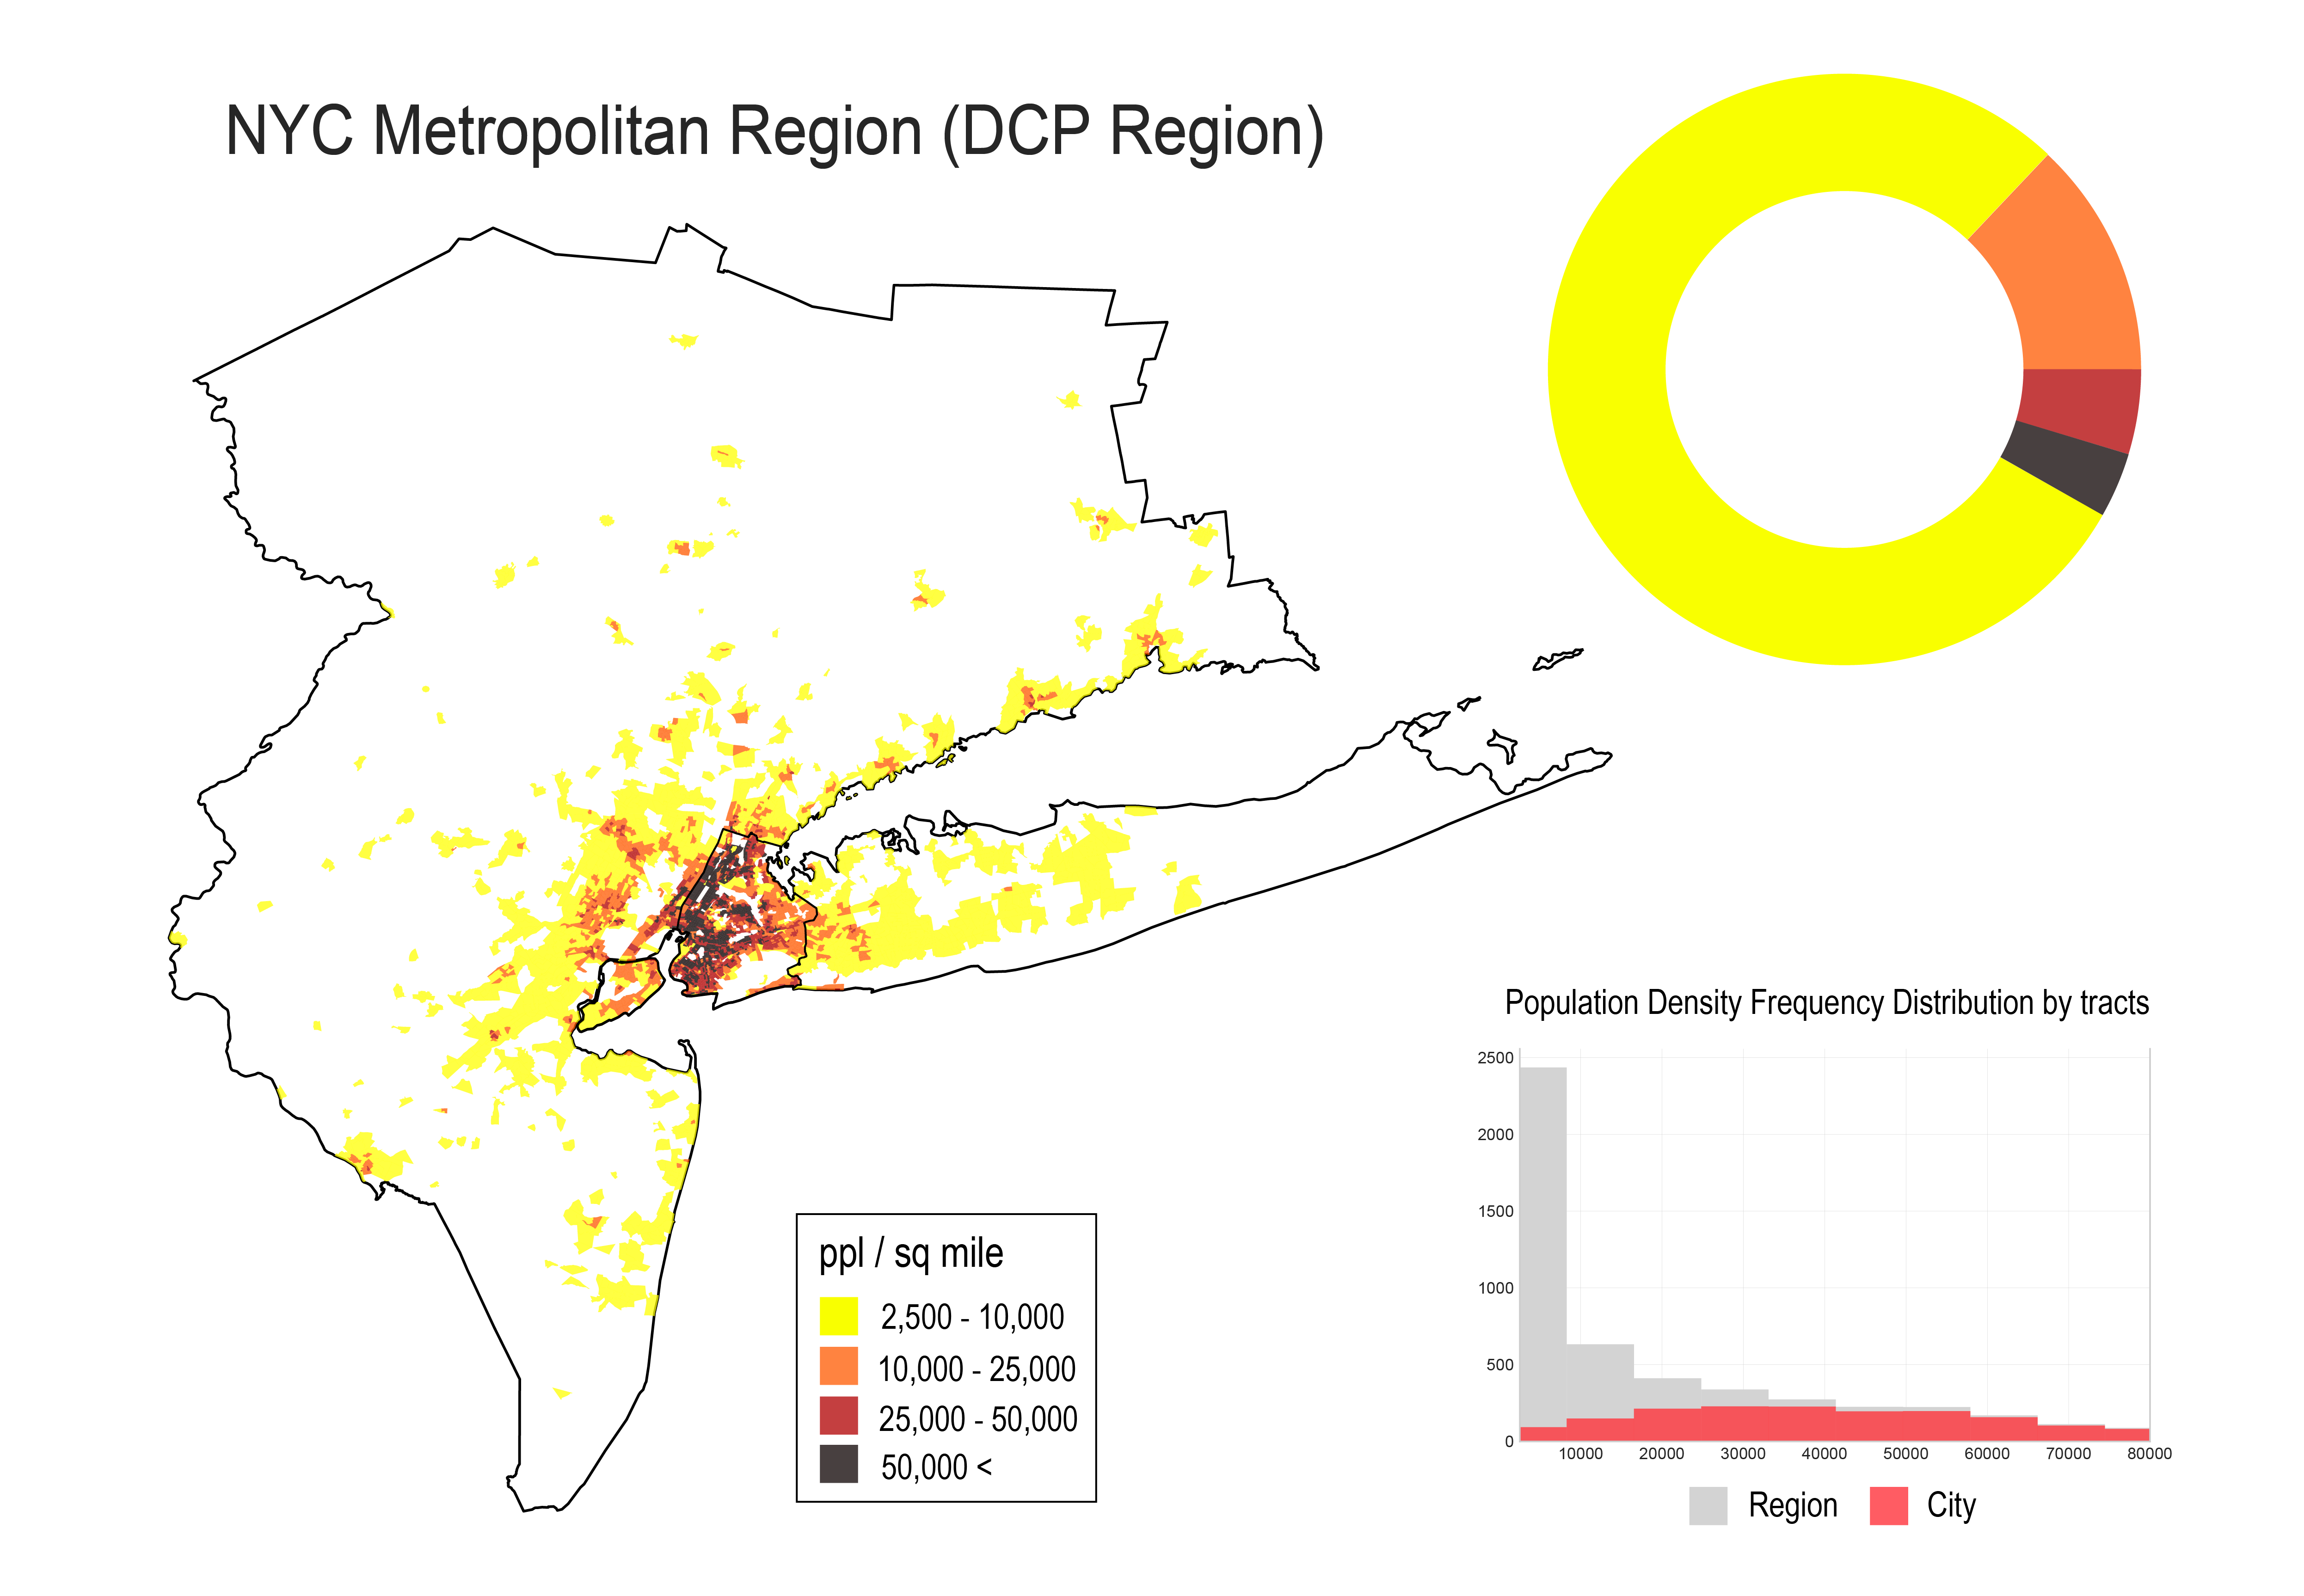 NYC Metropolitan Region (DCP Region)
ppl / sq mile
2,500 - 10,000
10,000 - 25,000
25,000 - 50,000
50,000 <
Population Density Frequency Distribution by tracts
2500
2000
1500
1000
500
0
10000 20000 30000 40000 50000 60000 70000 80000
Region City